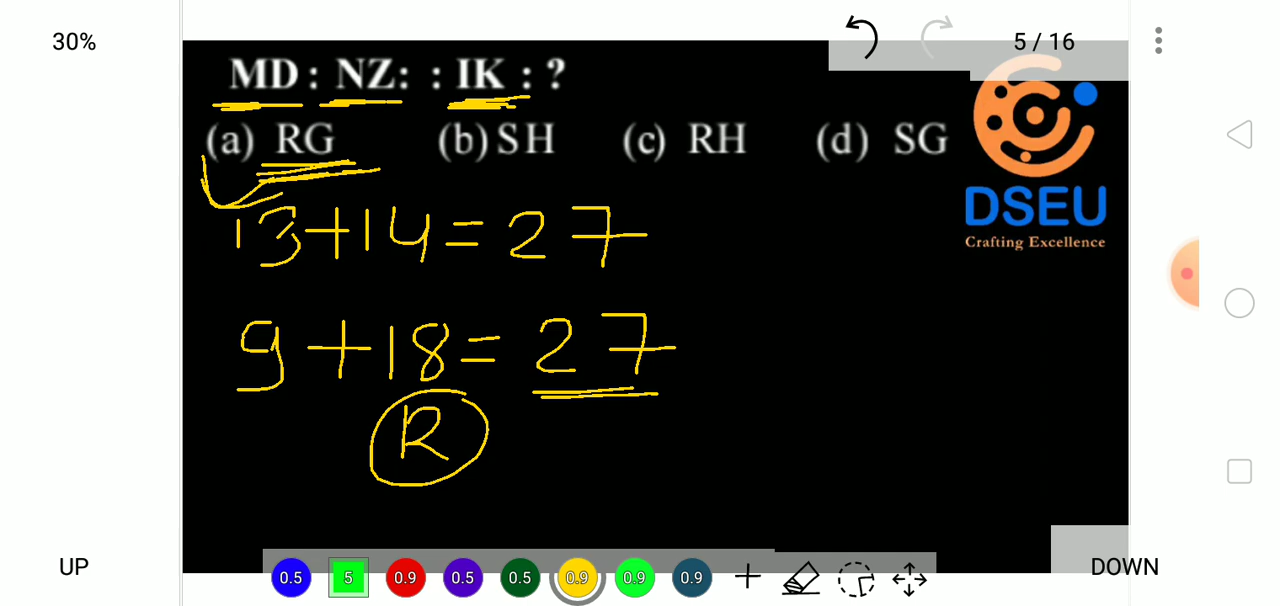 30%
5 / 16
MD : NZ: : IK : ?
(a) RG (b) SH (c) RH (d) SG
DSEU
Crafting Excellence
13+14=27
9+18=27
R
UP
0.5 5 0.9 0.5 0.5 0.9 0.9 0.9
DOWN